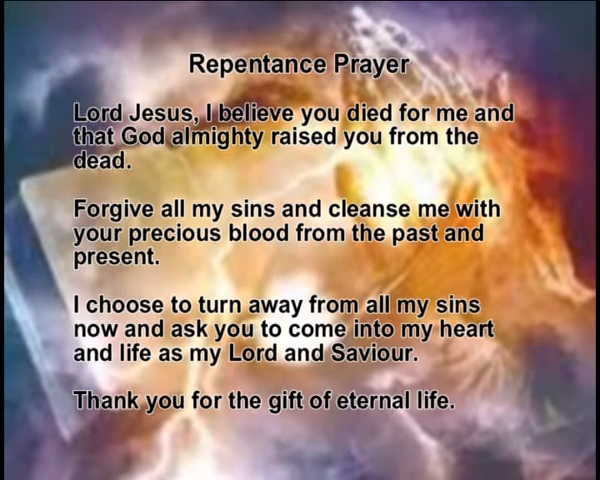 Repentance Prayer
Lord Jesus, I believe you died for me and
that God almighty raised you from the
dead.
Forgive all my sins and cleanse me with
your precious blood from the past and
present.
I choose to turn away from all my sins
now and ask you to come into my heart
and life as my Lord and Saviour.
Thank you for the gift of eternal life.